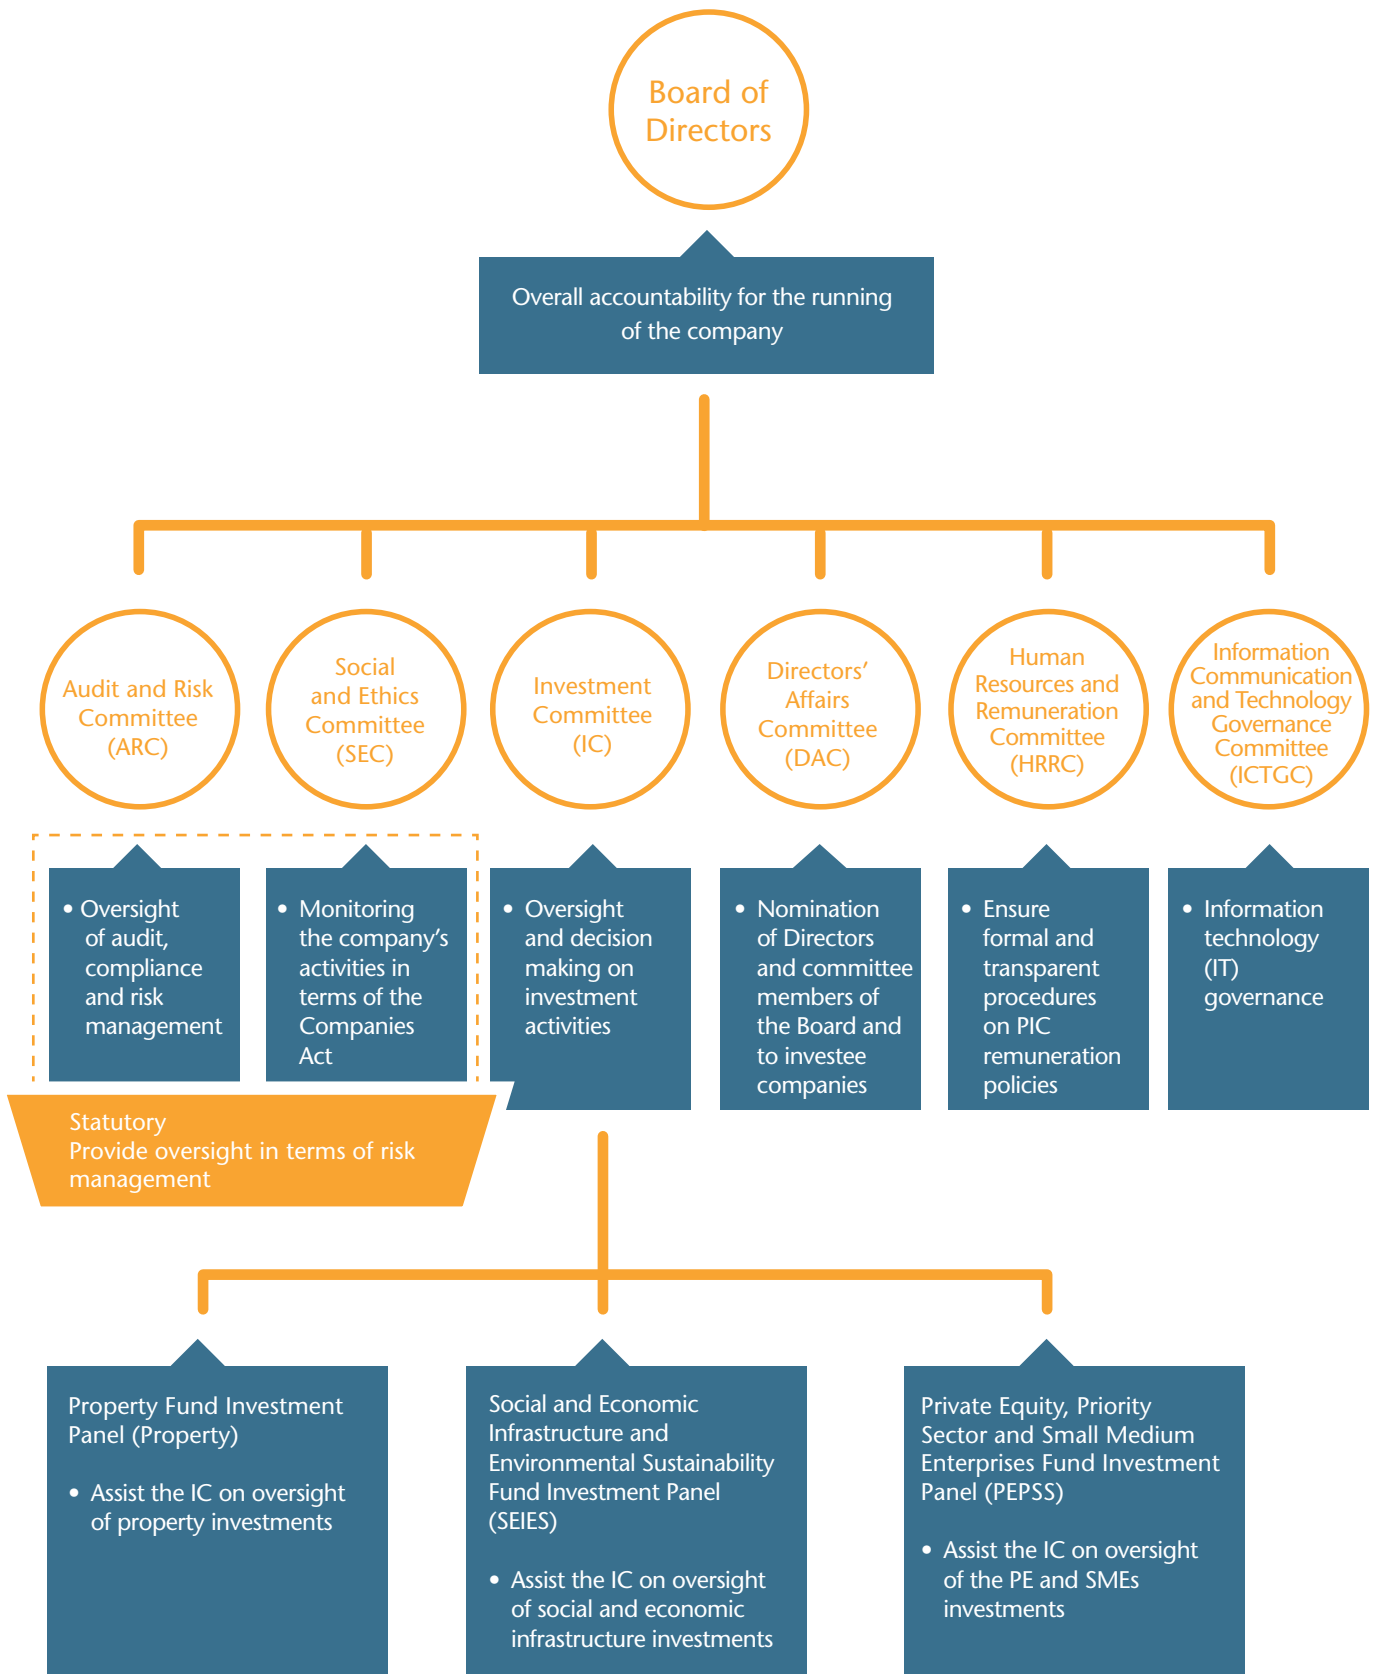 Board of
Directors
Overall accountability for the running
of the company
Audit and Risk
Committee
(ARC)
Social
and Ethics
Committee
(SEC)
Investment
Committee
(IC)
Directors’
Affairs
Committee
(DAC)
Human
Resources and
Remuneration
Committee
(HRRC)
Information
Communication
and Technology
Governance
Committee
(ICTGC)
• Oversight
of audit,
compliance
and risk
management
• Monitoring
the company’s
activities in
terms of the
Companies
Act
• Oversight
and decision
making on
investment
activities
• Nomination
of Directors
and committee
members of
the Board and
to investee
companies
• Ensure
formal and
transparent
procedures
on PIC
remuneration
policies
• Information
technology
(IT)
governance
Statutory
Provide oversight in terms of risk
management
Property Fund Investment
Panel (Property)
• Assist the IC on oversight
of property investments
Social and Economic
Infrastructure and
Environmental Sustainability
Fund Investment Panel
(SEIES)
• Assist the IC on oversight
of social and economic
infrastructure investments
Private Equity, Priority
Sector and Small Medium
Enterprises Fund Investment
Panel (PEPSS)
• Assist the IC on oversight
of the PE and SMEs
investments